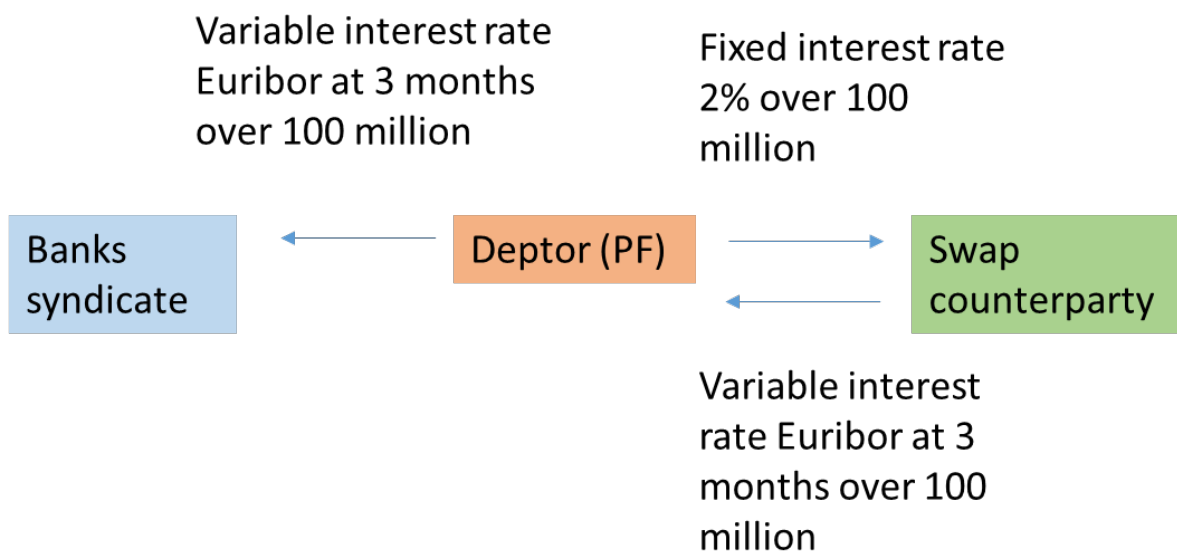 Variable interest rate
Euribor at 3 months
over 100 million
Fixed interest rate
2% over 100
million
Banks
syndicate
Deptor (PF)
Swap
counterparty
Variable interest
rate Euribor at 3
months over 100
million